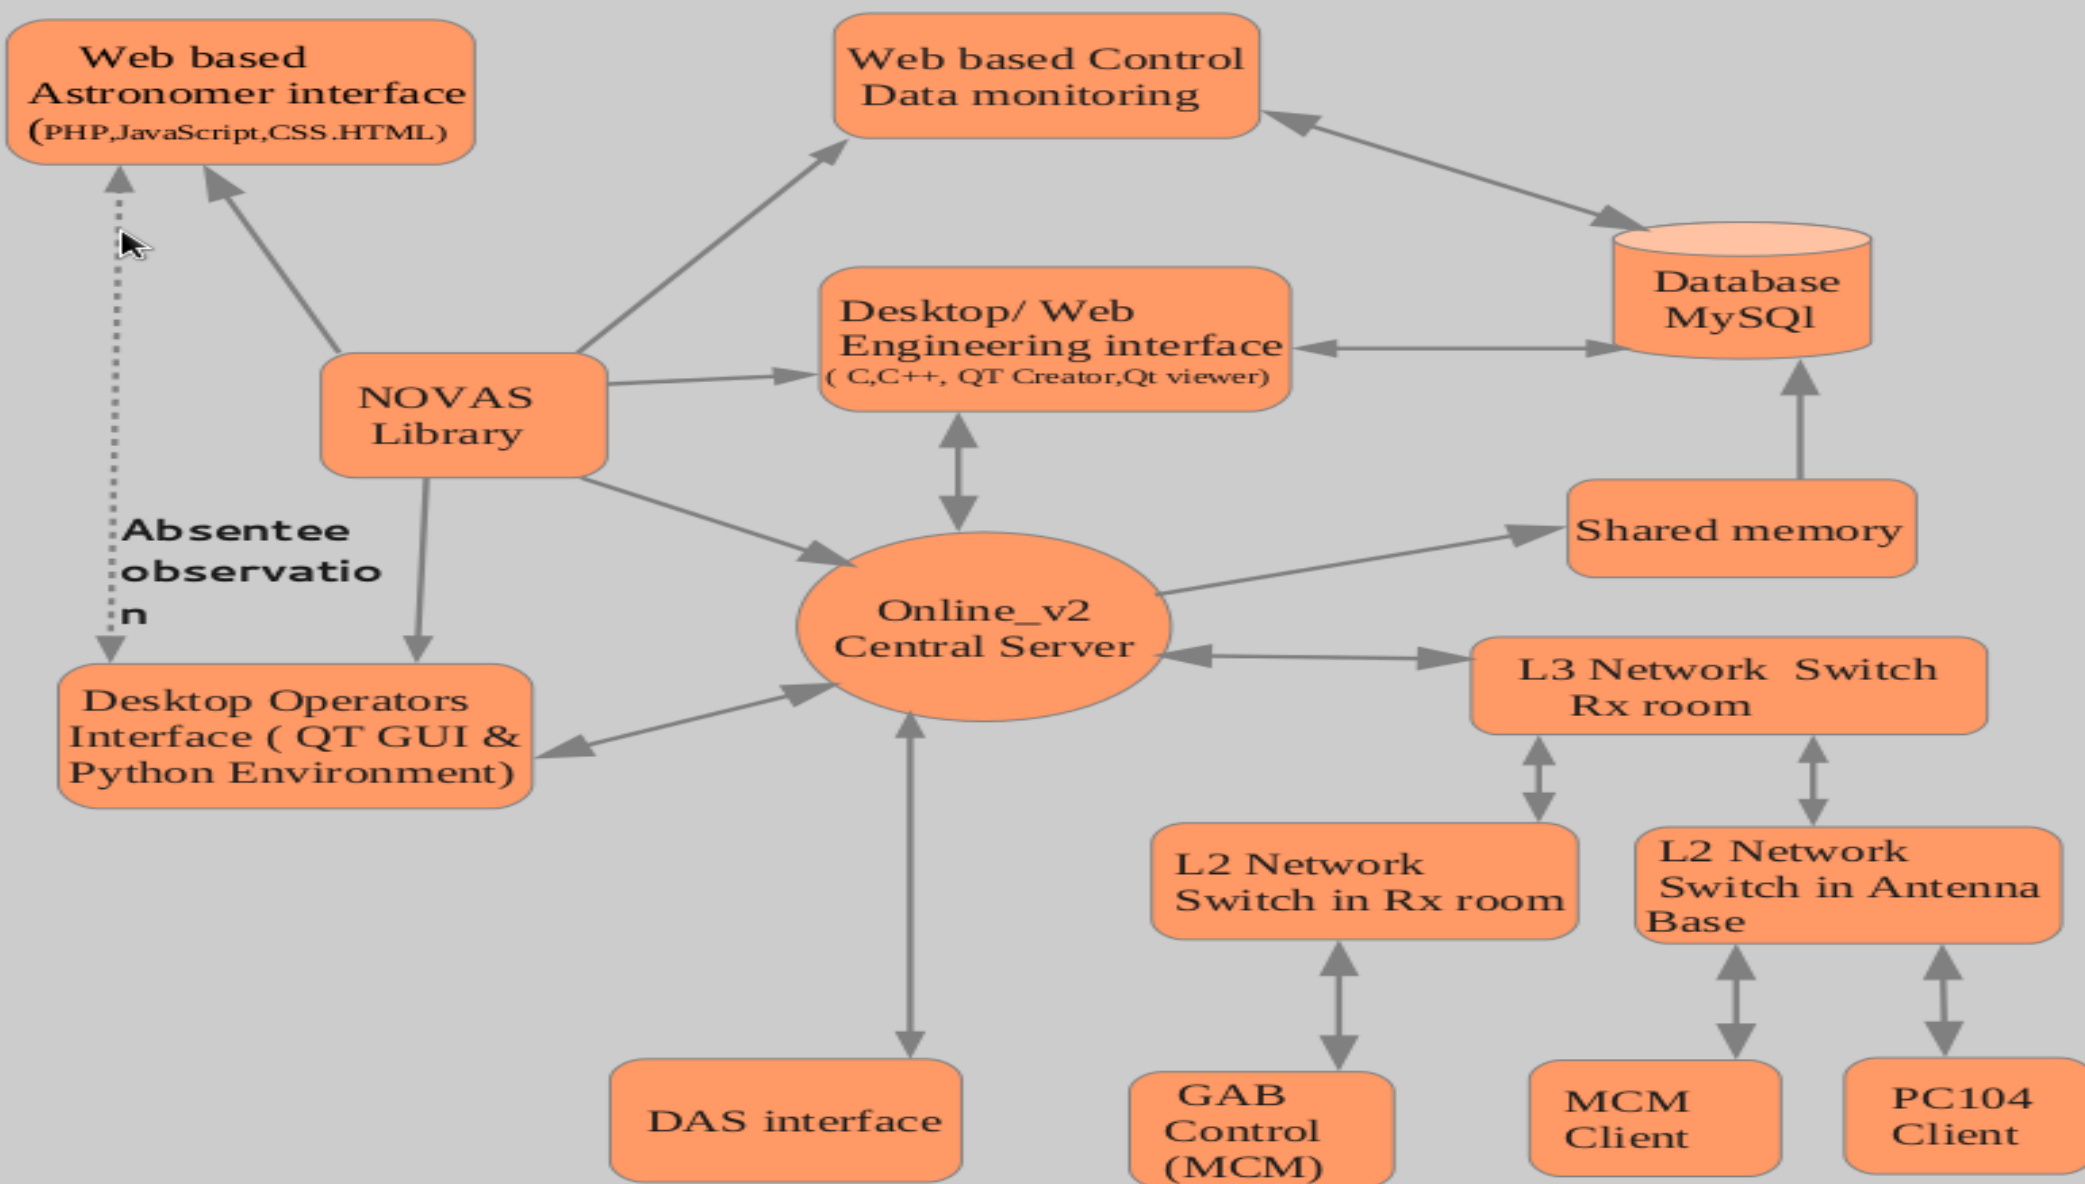 Web based
Astronomer interface
(PHP,JavaScript,CSS.HTML)
Web based Control
Data monitoring
Database
MySQl
Desktop/ Web
Engineering interface
( C,C++, QT Creator,Qt viewer)
NOVAS
Library
Absentee
observatio
n
Shared memory
Online_v2
Central Server
L3 Network Switch
Rx room
Desktop Operators
Interface ( QT GUI &
Python Environment)
L2 Network
Switch in Rx room
L2 Network
Switch in Antenna
Base
DAS interface
GAB
Control
(MCM)
MCM
Client
PC104
Client